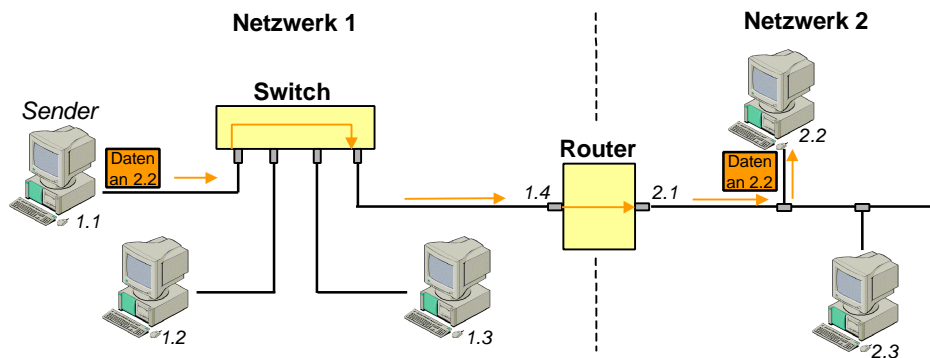 Netzwerk 1
Netzwerk 2
Switch
Sender
Daten
an 2.2
1.1
1.2
1.3
Router
1.4
2.1
Daten
an 2.2
2.2
2.3